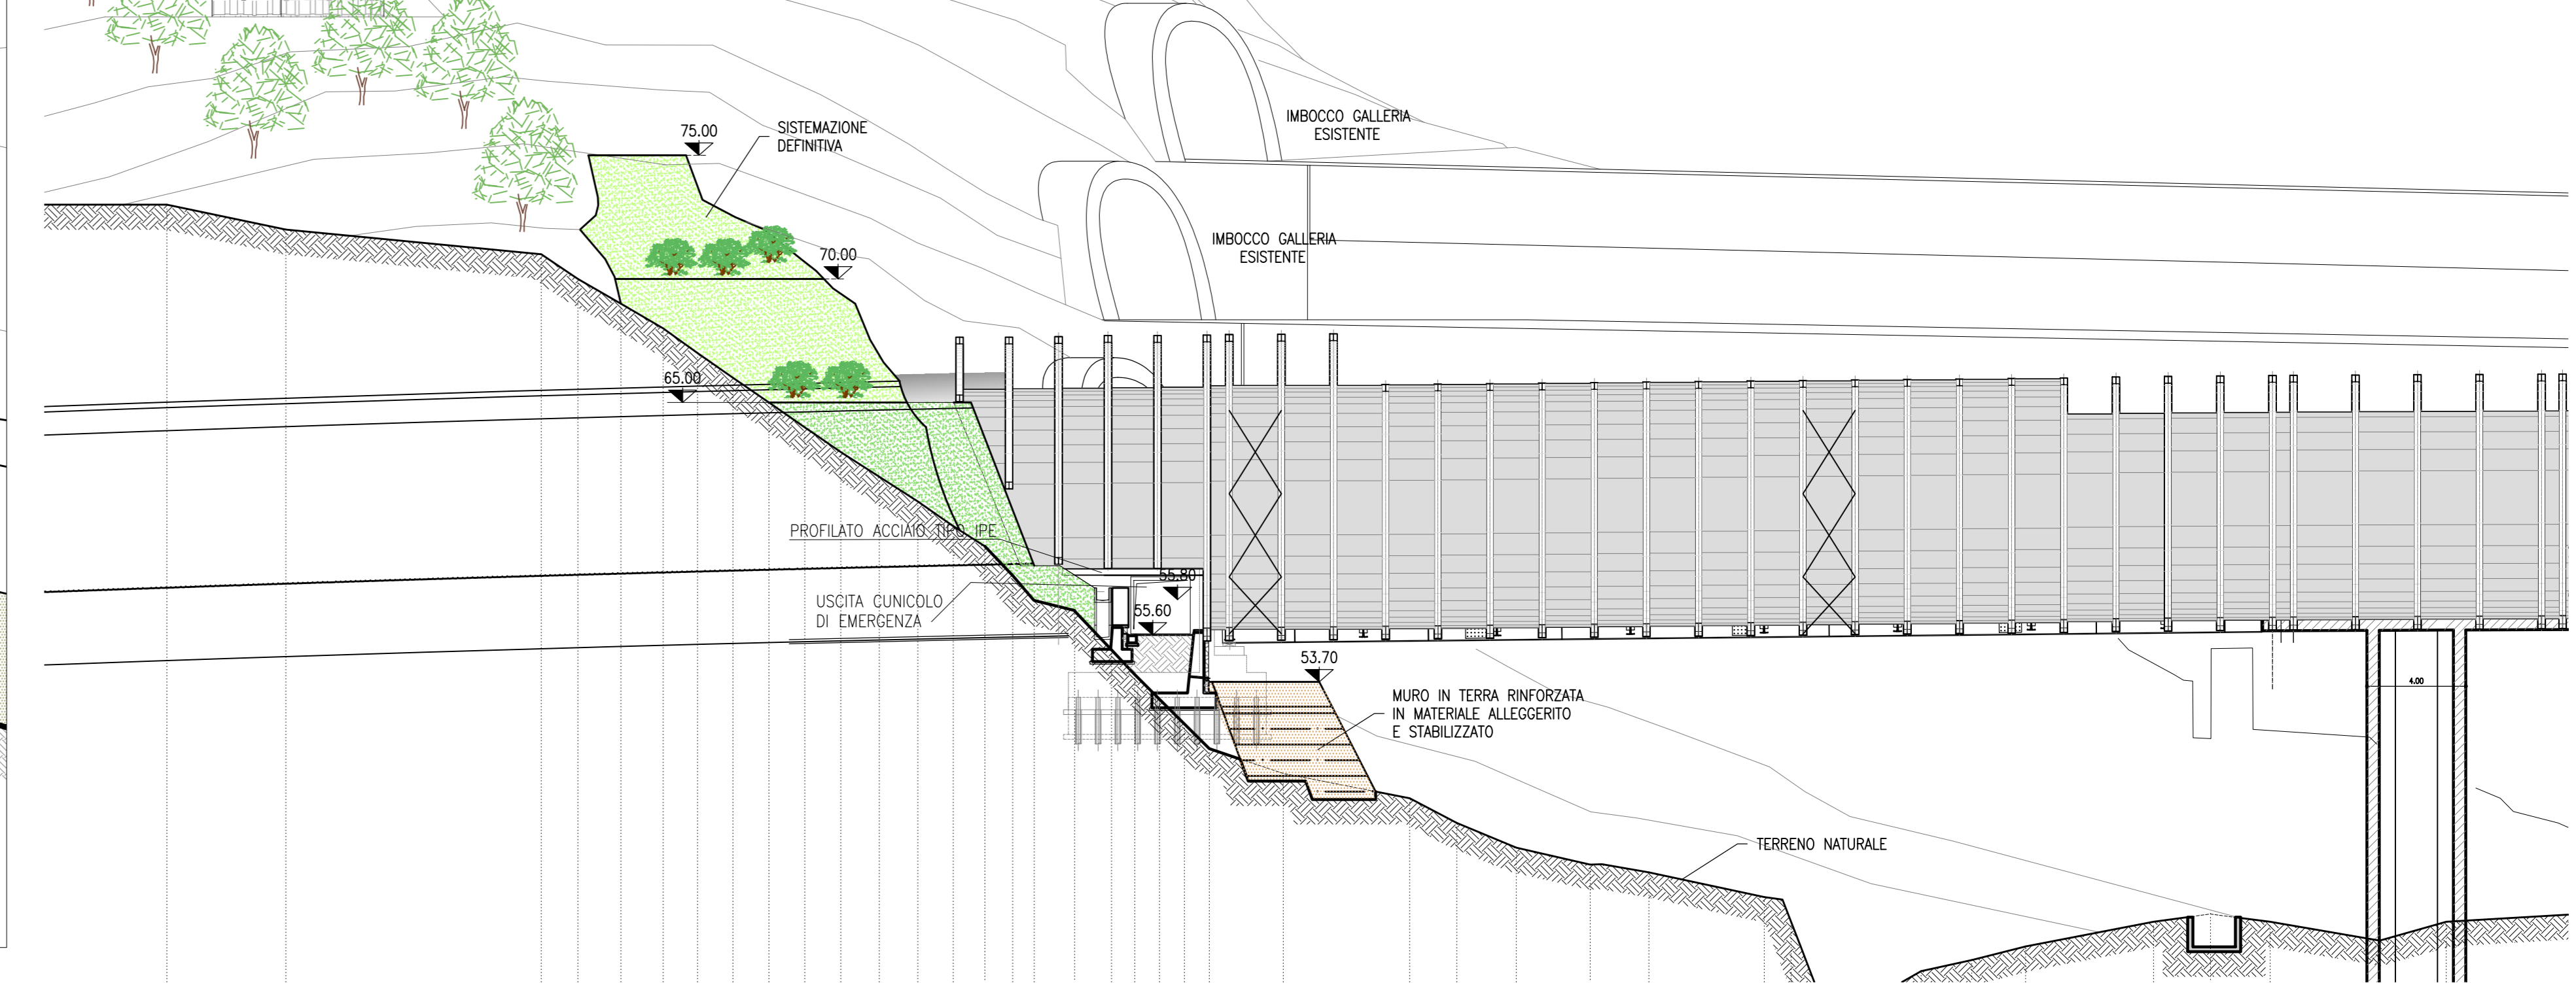 IMBOCCO GALLERIA
ESISTENTE
75.00
SISTEMAZIONE
DEFINITIVA
IMBOCCO GALLERIA
ESISTENTE
70.00
65.00
PROFILATO ACCIAIO TIPO IPE
55.80
USCITA CUNICOLO
DI EMERGENZA
55.60
53.70
MURO IN TERRA RINFORZATA
IN MATERIALE ALLEGGERITO
E STABILIZZATO
4.00
TERRENO NATURALE